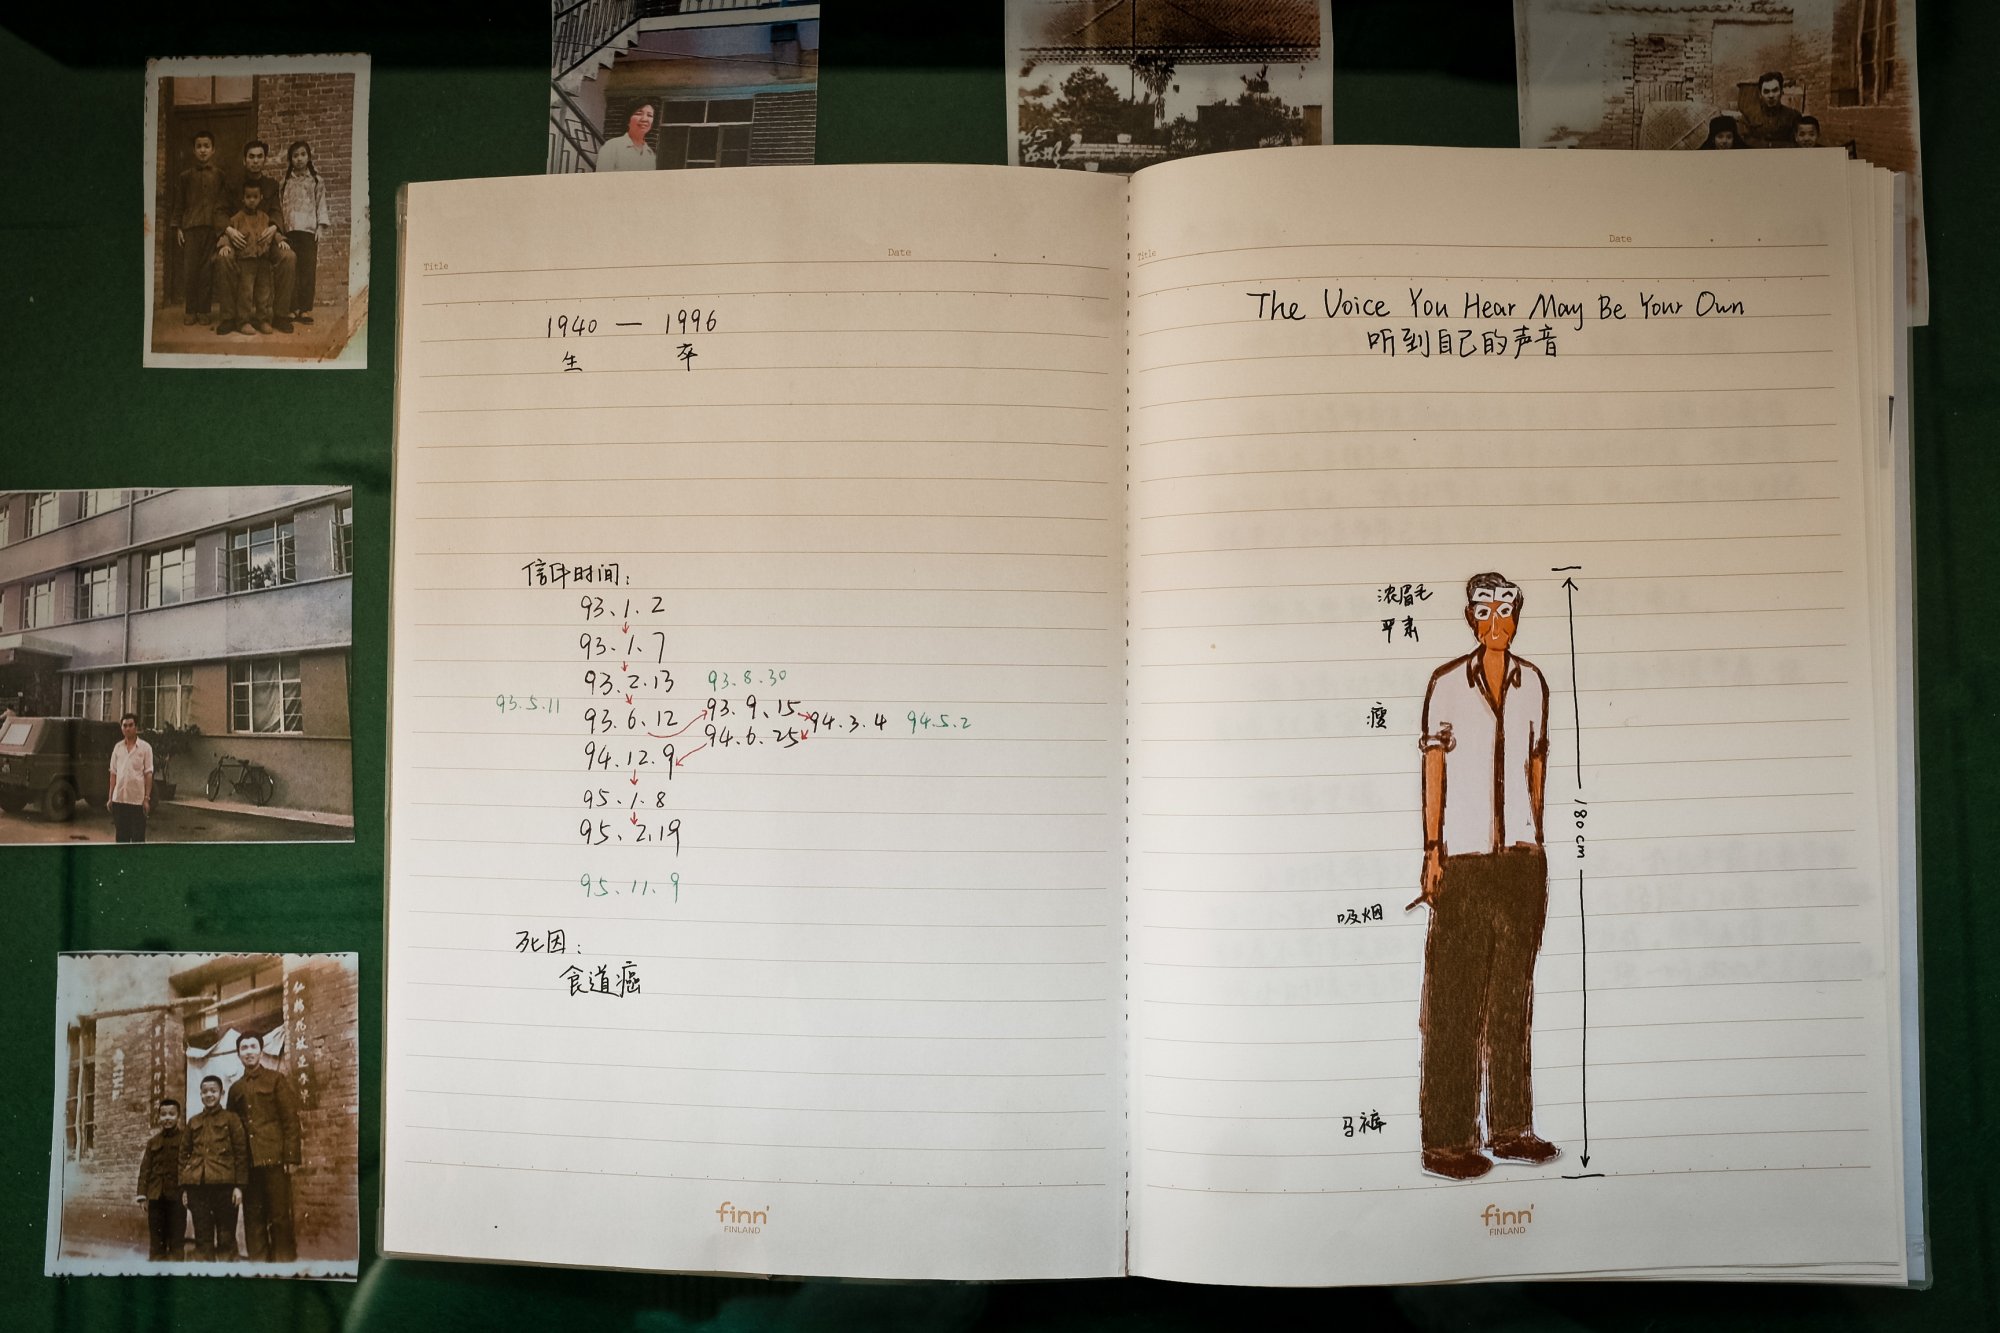 Title
Date
1940 — 1996
生 卒
信件时间:
93.1.2
93.1.7
93.2.13 93.8.30
93.5.11 93.6.12 93.9.15 94.3.4 94.5.2
94.6.25
94.12.9
95.1.8
95.2.19
95.11.9
死因:
食道癌
finn'
FINLAND
Title
Date
The Voice You Hear May Be Your Own
听到自己的声音
浓眉毛
平素
瘦
180cm
吸烟
马裤
finn'
FINLAND